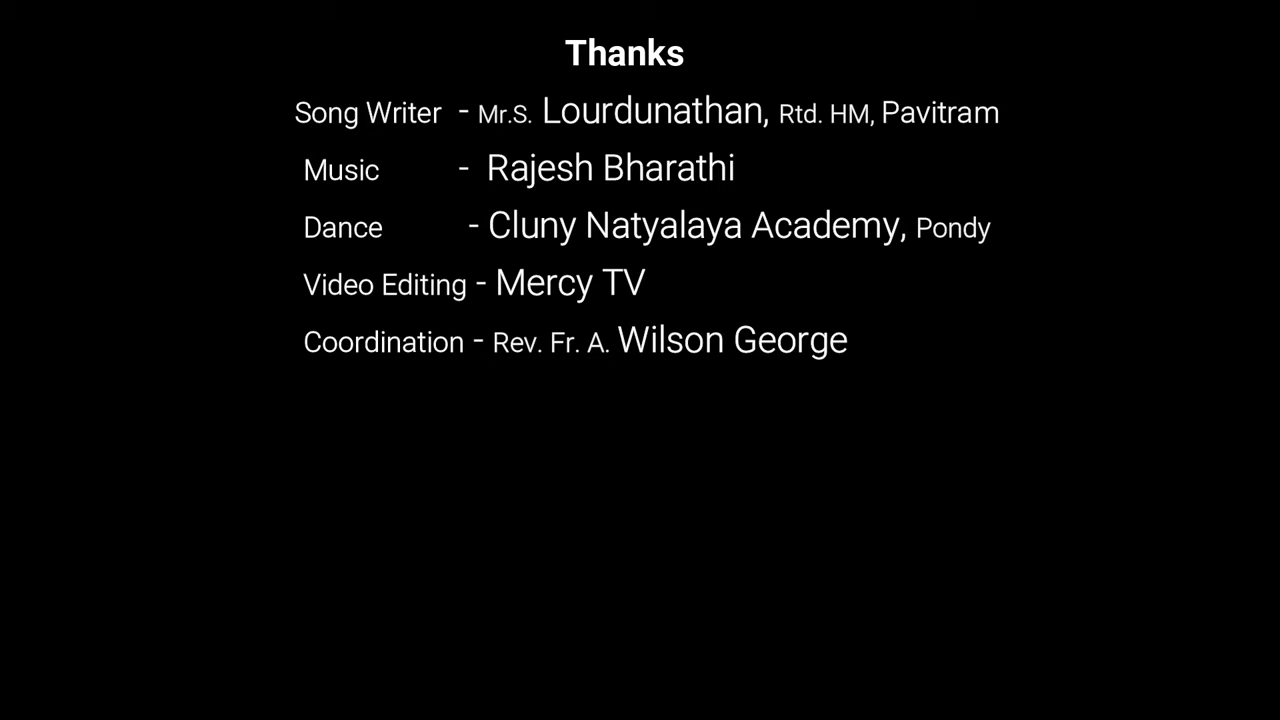 Thanks
Song Writer - Mr.S. Lourdunathan, Rtd. HM, Pavitram
Music - Rajesh Bharathi
Dance - Cluny Natyalaya Academy, Pondy
Video Editing - Mercy TV
Coordination - Rev. Fr. A. Wilson George